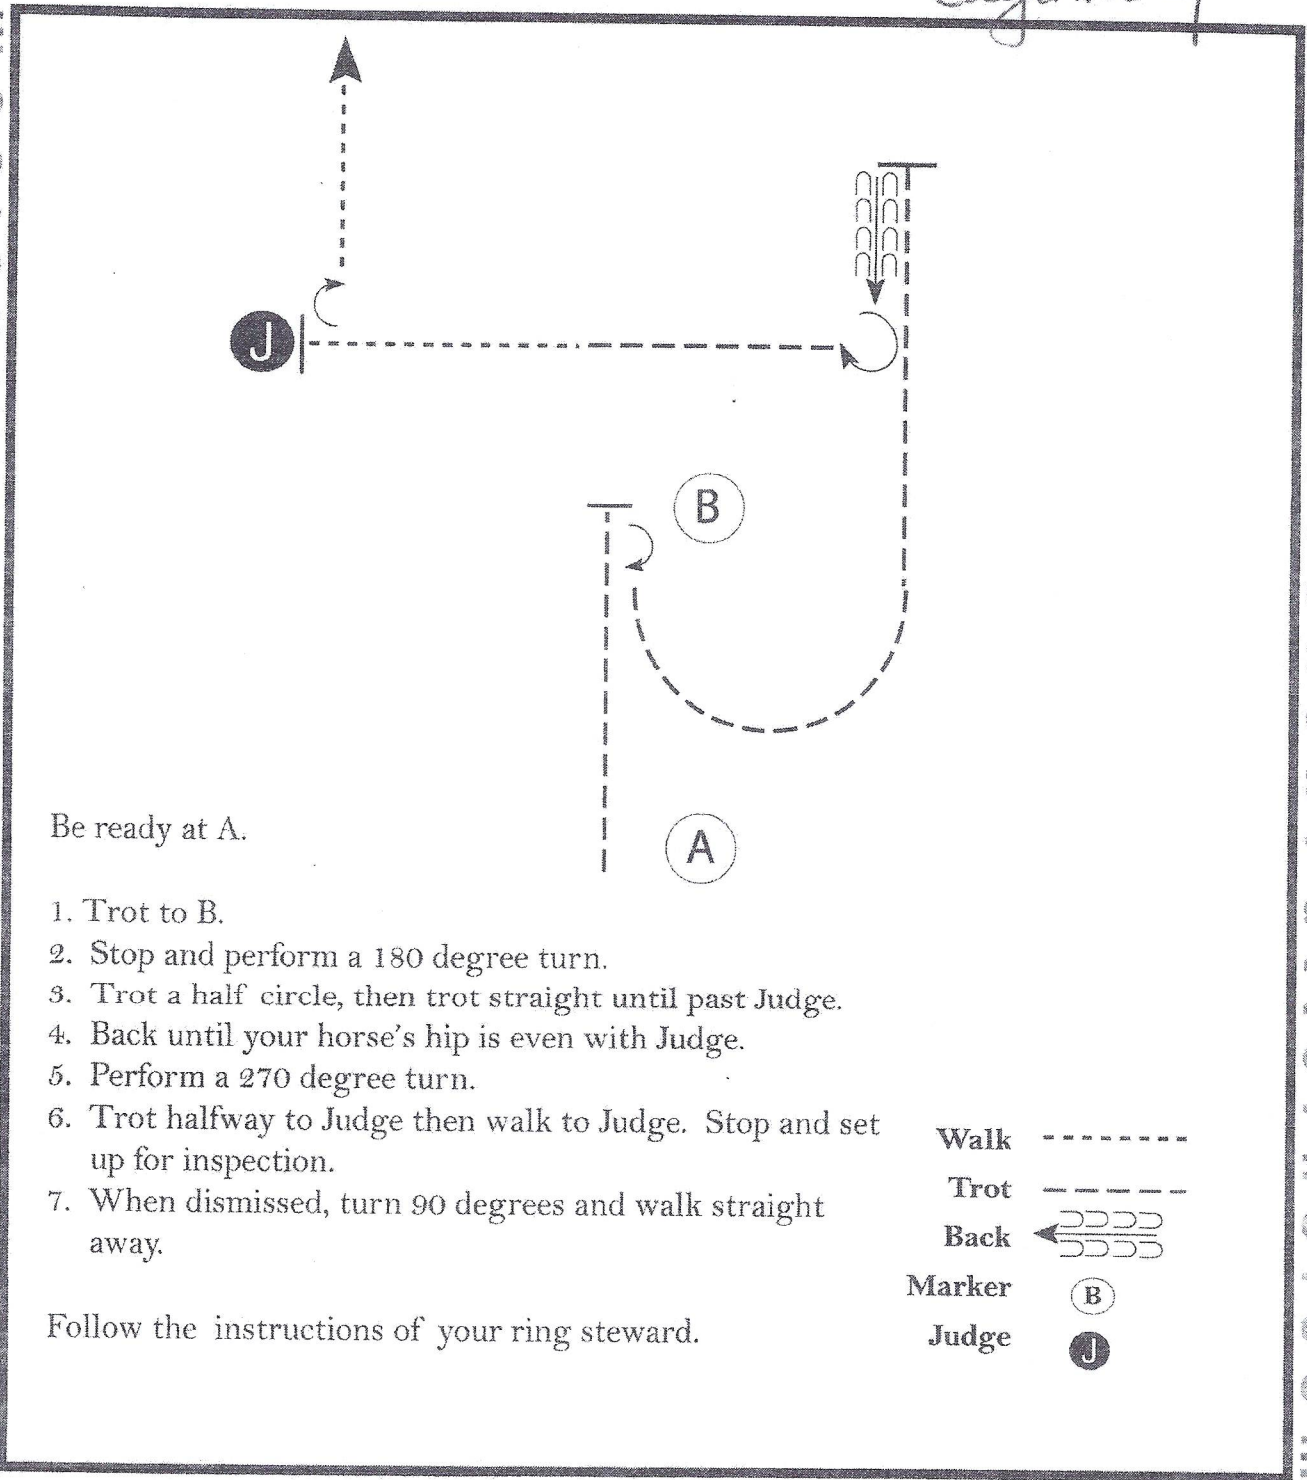 J
B
A
Be ready at A.
1. Trot to B.
2. Stop and perform a 180 degree turn.
3. Trot a half circle, then trot straight until past Judge.
4. Back until your horse's hip is even with Judge.
5. Perform a 270 degree turn.
6. Trot halfway to Judge then walk to Judge. Stop and set
up for inspection.
7. When dismissed, turn 90 degrees and walk straight
away.
Follow the instructions of your ring steward.
Walk
Trot
Back
Marker B
Judge J